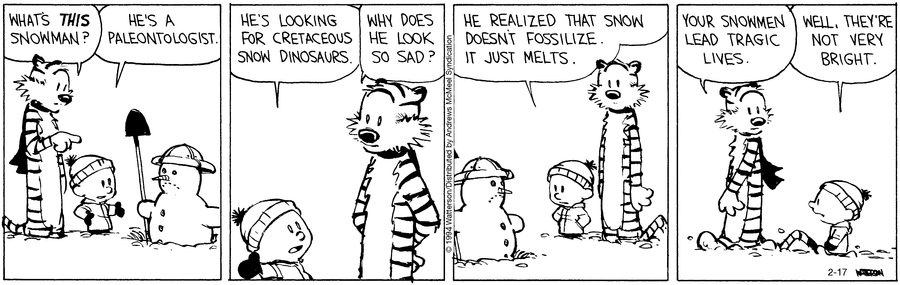 WHAT'S THIS
SNOWMAN?
HE'S A
PALEONTOLOGIST.
HE'S LOOKING
FOR CRETACEOUS
SNOW DINOSAURS.
WHY DOES
HE LOOK
SO SAD?
© 1994 Watterson/Distributed by Andrews McMeel Syndication
HE REALIZED THAT SNOW
DOESN'T FOSSILIZE.
IT JUST MELTS.
YOUR SNOWMEN
LEAD TRAGIC
LIVES.
WELL, THEY'RE
NOT VERY
BRIGHT.
2-17 WATTERSON